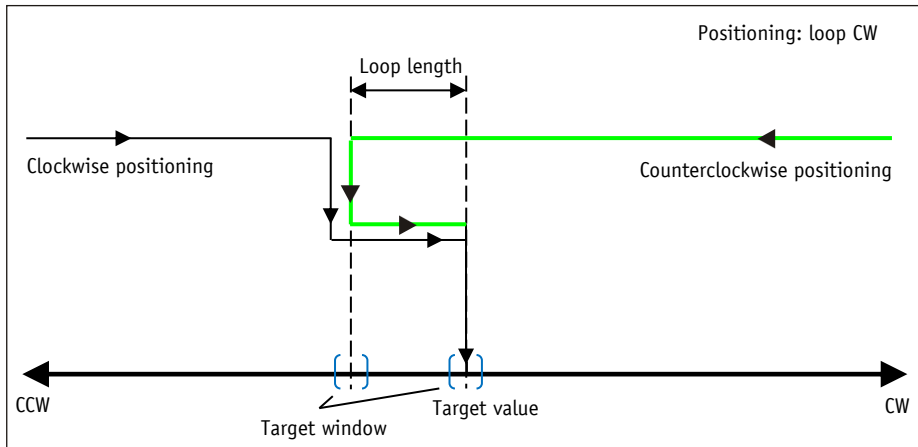 Positioning: loop CW
Loop length
Clockwise positioning
Counterclockwise positioning
CCW
Target window
Target value
CW